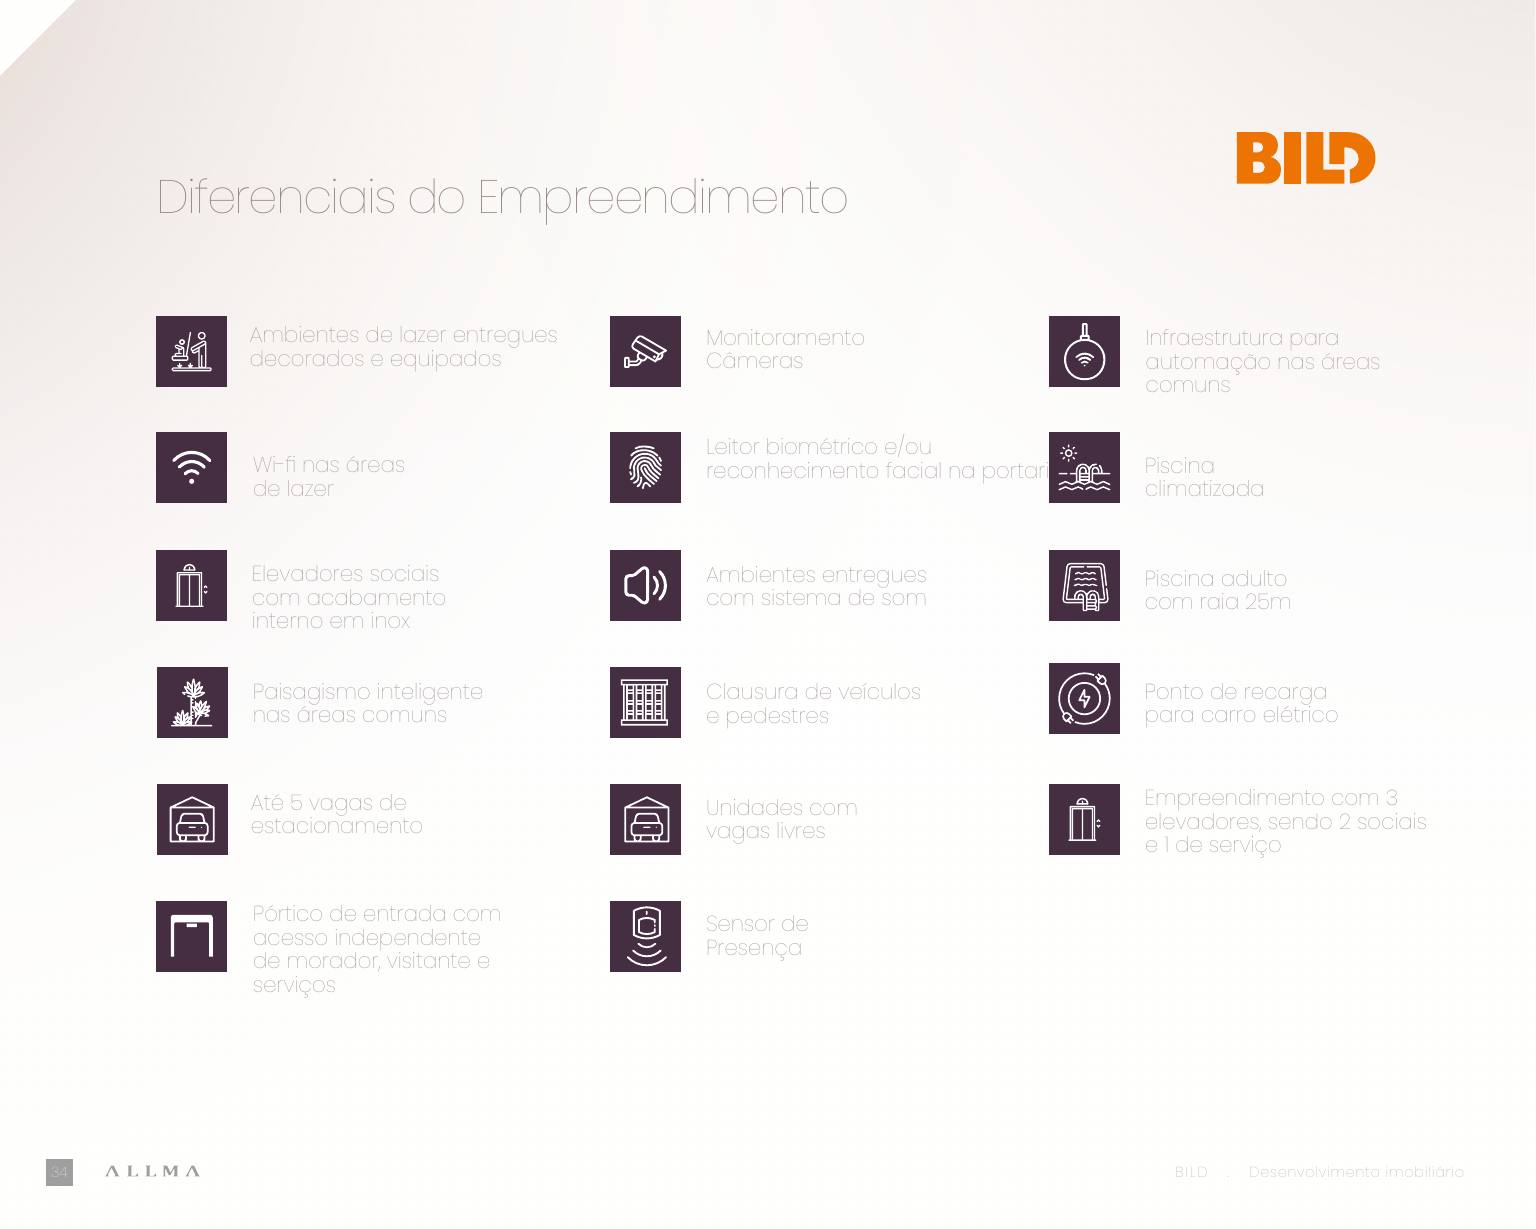 BILD
Diferenciais do Empreendimento
Ambientes de lazer entregues
decorados e equipados
Wi-fi nas áreas
de lazer
Elevadores sociais
com acabamento
interno em inox
Paisagismo inteligente
nas áreas comuns
Até 5 vagas de
estacionamento
Pórtico de entrada com
acesso independente
de morador, visitante e
serviços
Monitoramento
Câmeras
Leitor biométrico e/ou
reconhecimento facial na portari
Ambientes entregues
com sistema de som
Clausura de veículos
e pedestres
Unidades com
vagas livres
Sensor de
Presença
Infraestrutura para
automação nas áreas
comuns
Piscina
climatizada
Piscina adulto
com raia 25m
Ponto de recarga
para carro elétrico
Empreendimento com 3
elevadores, sendo 2 sociais
e 1 de serviço
34 ALLMA
BILD . Desenvolvimento imobiliário